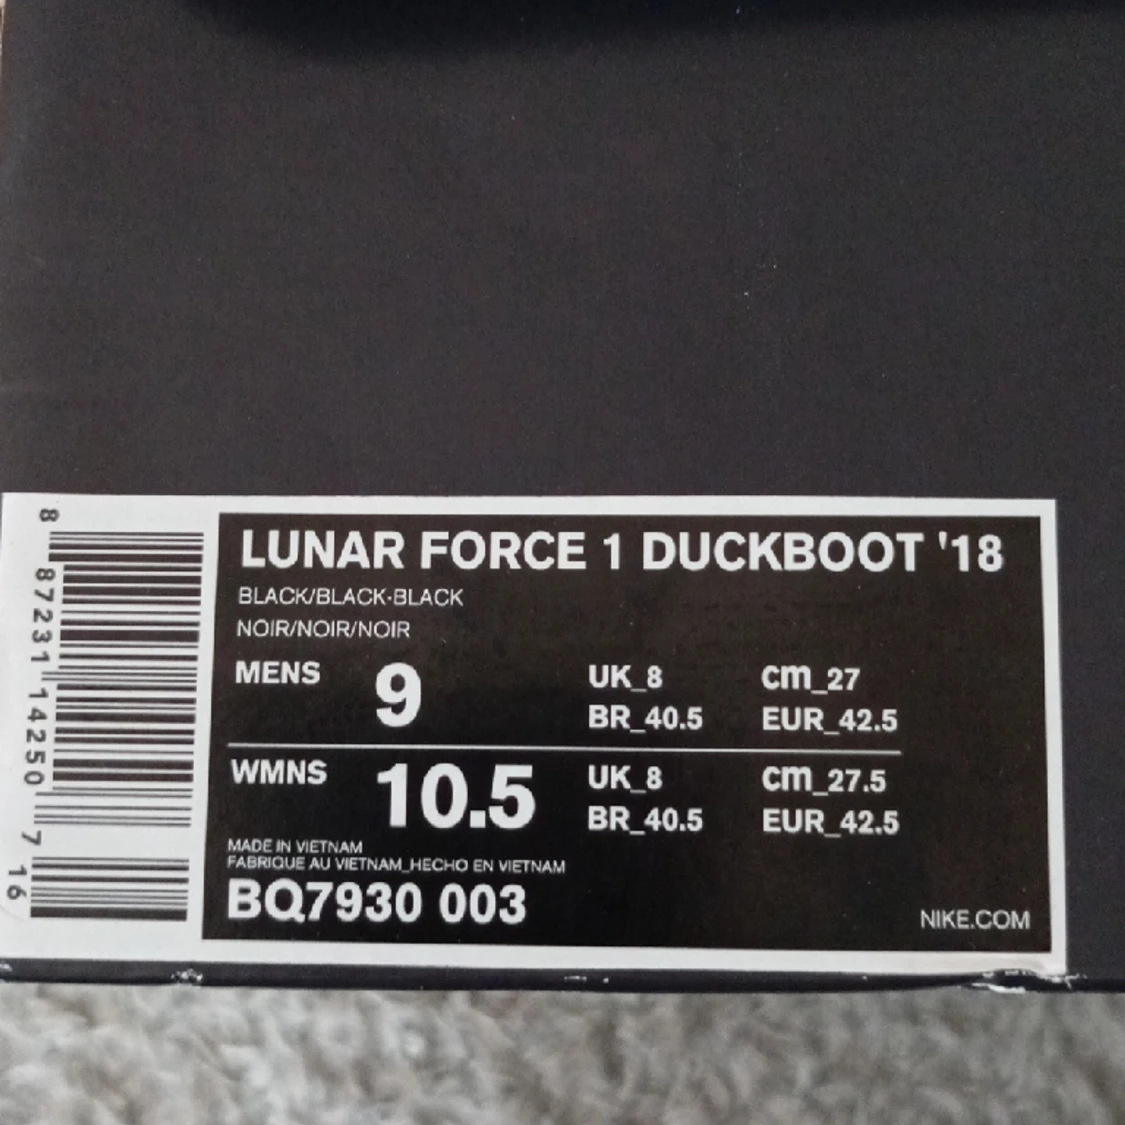 LUNAR FORCE 1 DUCKBOOT '18
BLACK/BLACK-BLACK
NOIR/NOIR/NOIR
MENS 9 UK_8 cm_27
BR_40.5 EUR_42.5
WMNS 10.5 UK_8 cm_27.5
BR_40.5 EUR_42.5
MADE IN VIETNAM
FABRIQUE AU VIETNAM_HECHO EN VIETNAM
BQ7930 003
NIKE.COM
8 87231 14250 7 16